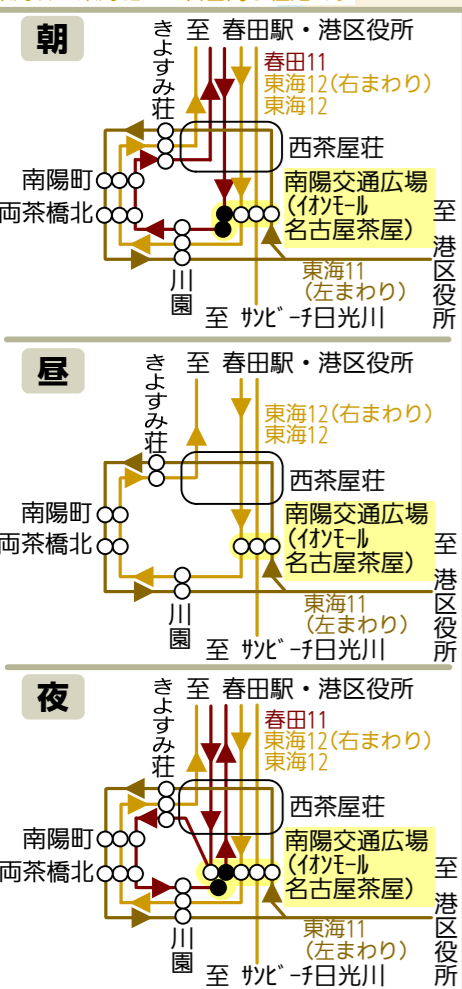 朝
至 春田駅・港区役所
きよすみ荘
春田11
東海12(右まわり)
東海12
西茶屋荘
南陽町
両茶橋北
南陽交通広場
(ｲｵﾝﾓｰﾙ
名古屋茶屋)
至 港区役所
川園
東海11
(左まわり)
至 ｻﾝﾋﾞｰﾁ日光川
昼
至 春田駅・港区役所
きよすみ荘
東海12(右まわり)
東海12
西茶屋荘
南陽町
両茶橋北
南陽交通広場
(ｲｵﾝﾓｰﾙ
名古屋茶屋)
至 港区役所
川園
東海11
(左まわり)
至 ｻﾝﾋﾞｰﾁ日光川
夜
至 春田駅・港区役所
きよすみ荘
春田11
東海12(右まわり)
東海12
西茶屋荘
南陽町
両茶橋北
南陽交通広場
(ｲｵﾝﾓｰﾙ
名古屋茶屋)
至 港区役所
川園
東海11
(左まわり)
至 ｻﾝﾋﾞｰﾁ日光川